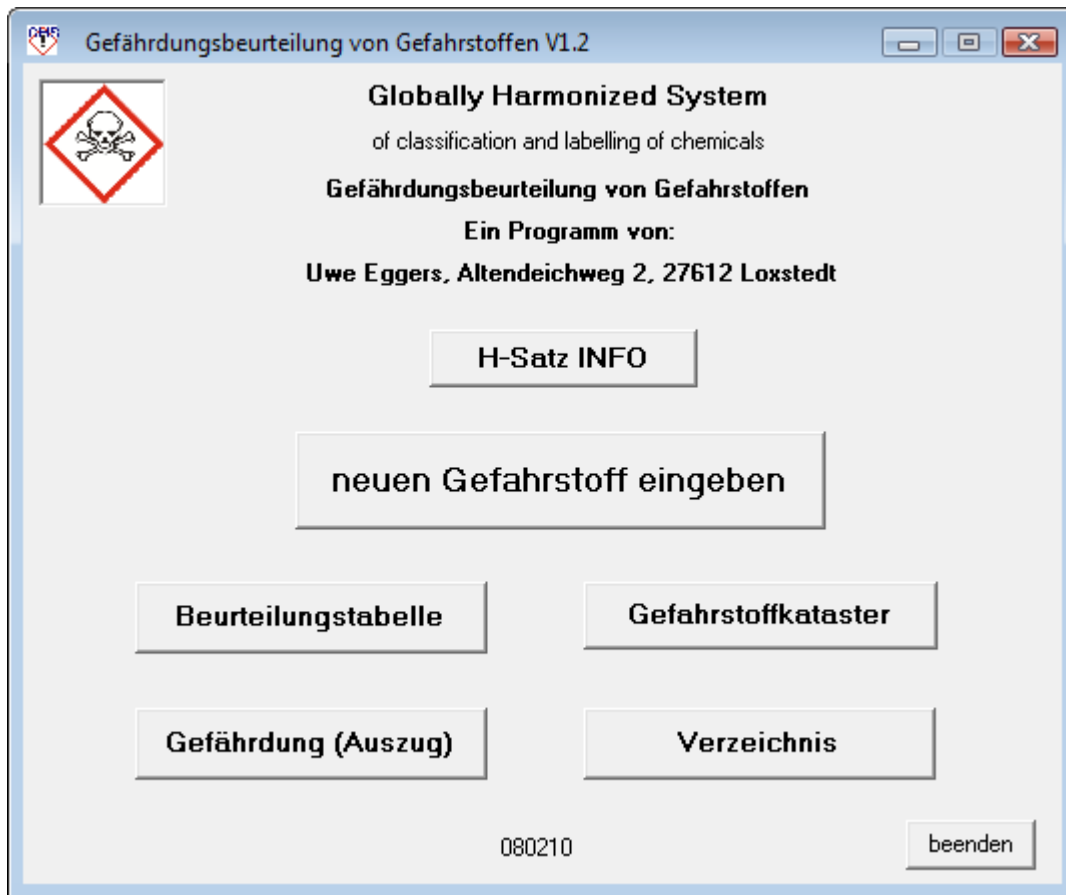 Gefährdungsbeurteilung von Gefahrstoffen V1.2
Globally Harmonized System
of classification and labelling of chemicals
Gefährdungsbeurteilung von Gefahrstoffen
Ein Programm von:
Uwe Eggers, Altendeichweg 2, 27612 Loxstedt
H-Satz INFO
neuen Gefahrstoff eingeben
Beurteilungstabelle
Gefahrstoffkataster
Gefährdung (Auszug)
Verzeichnis
080210
beenden